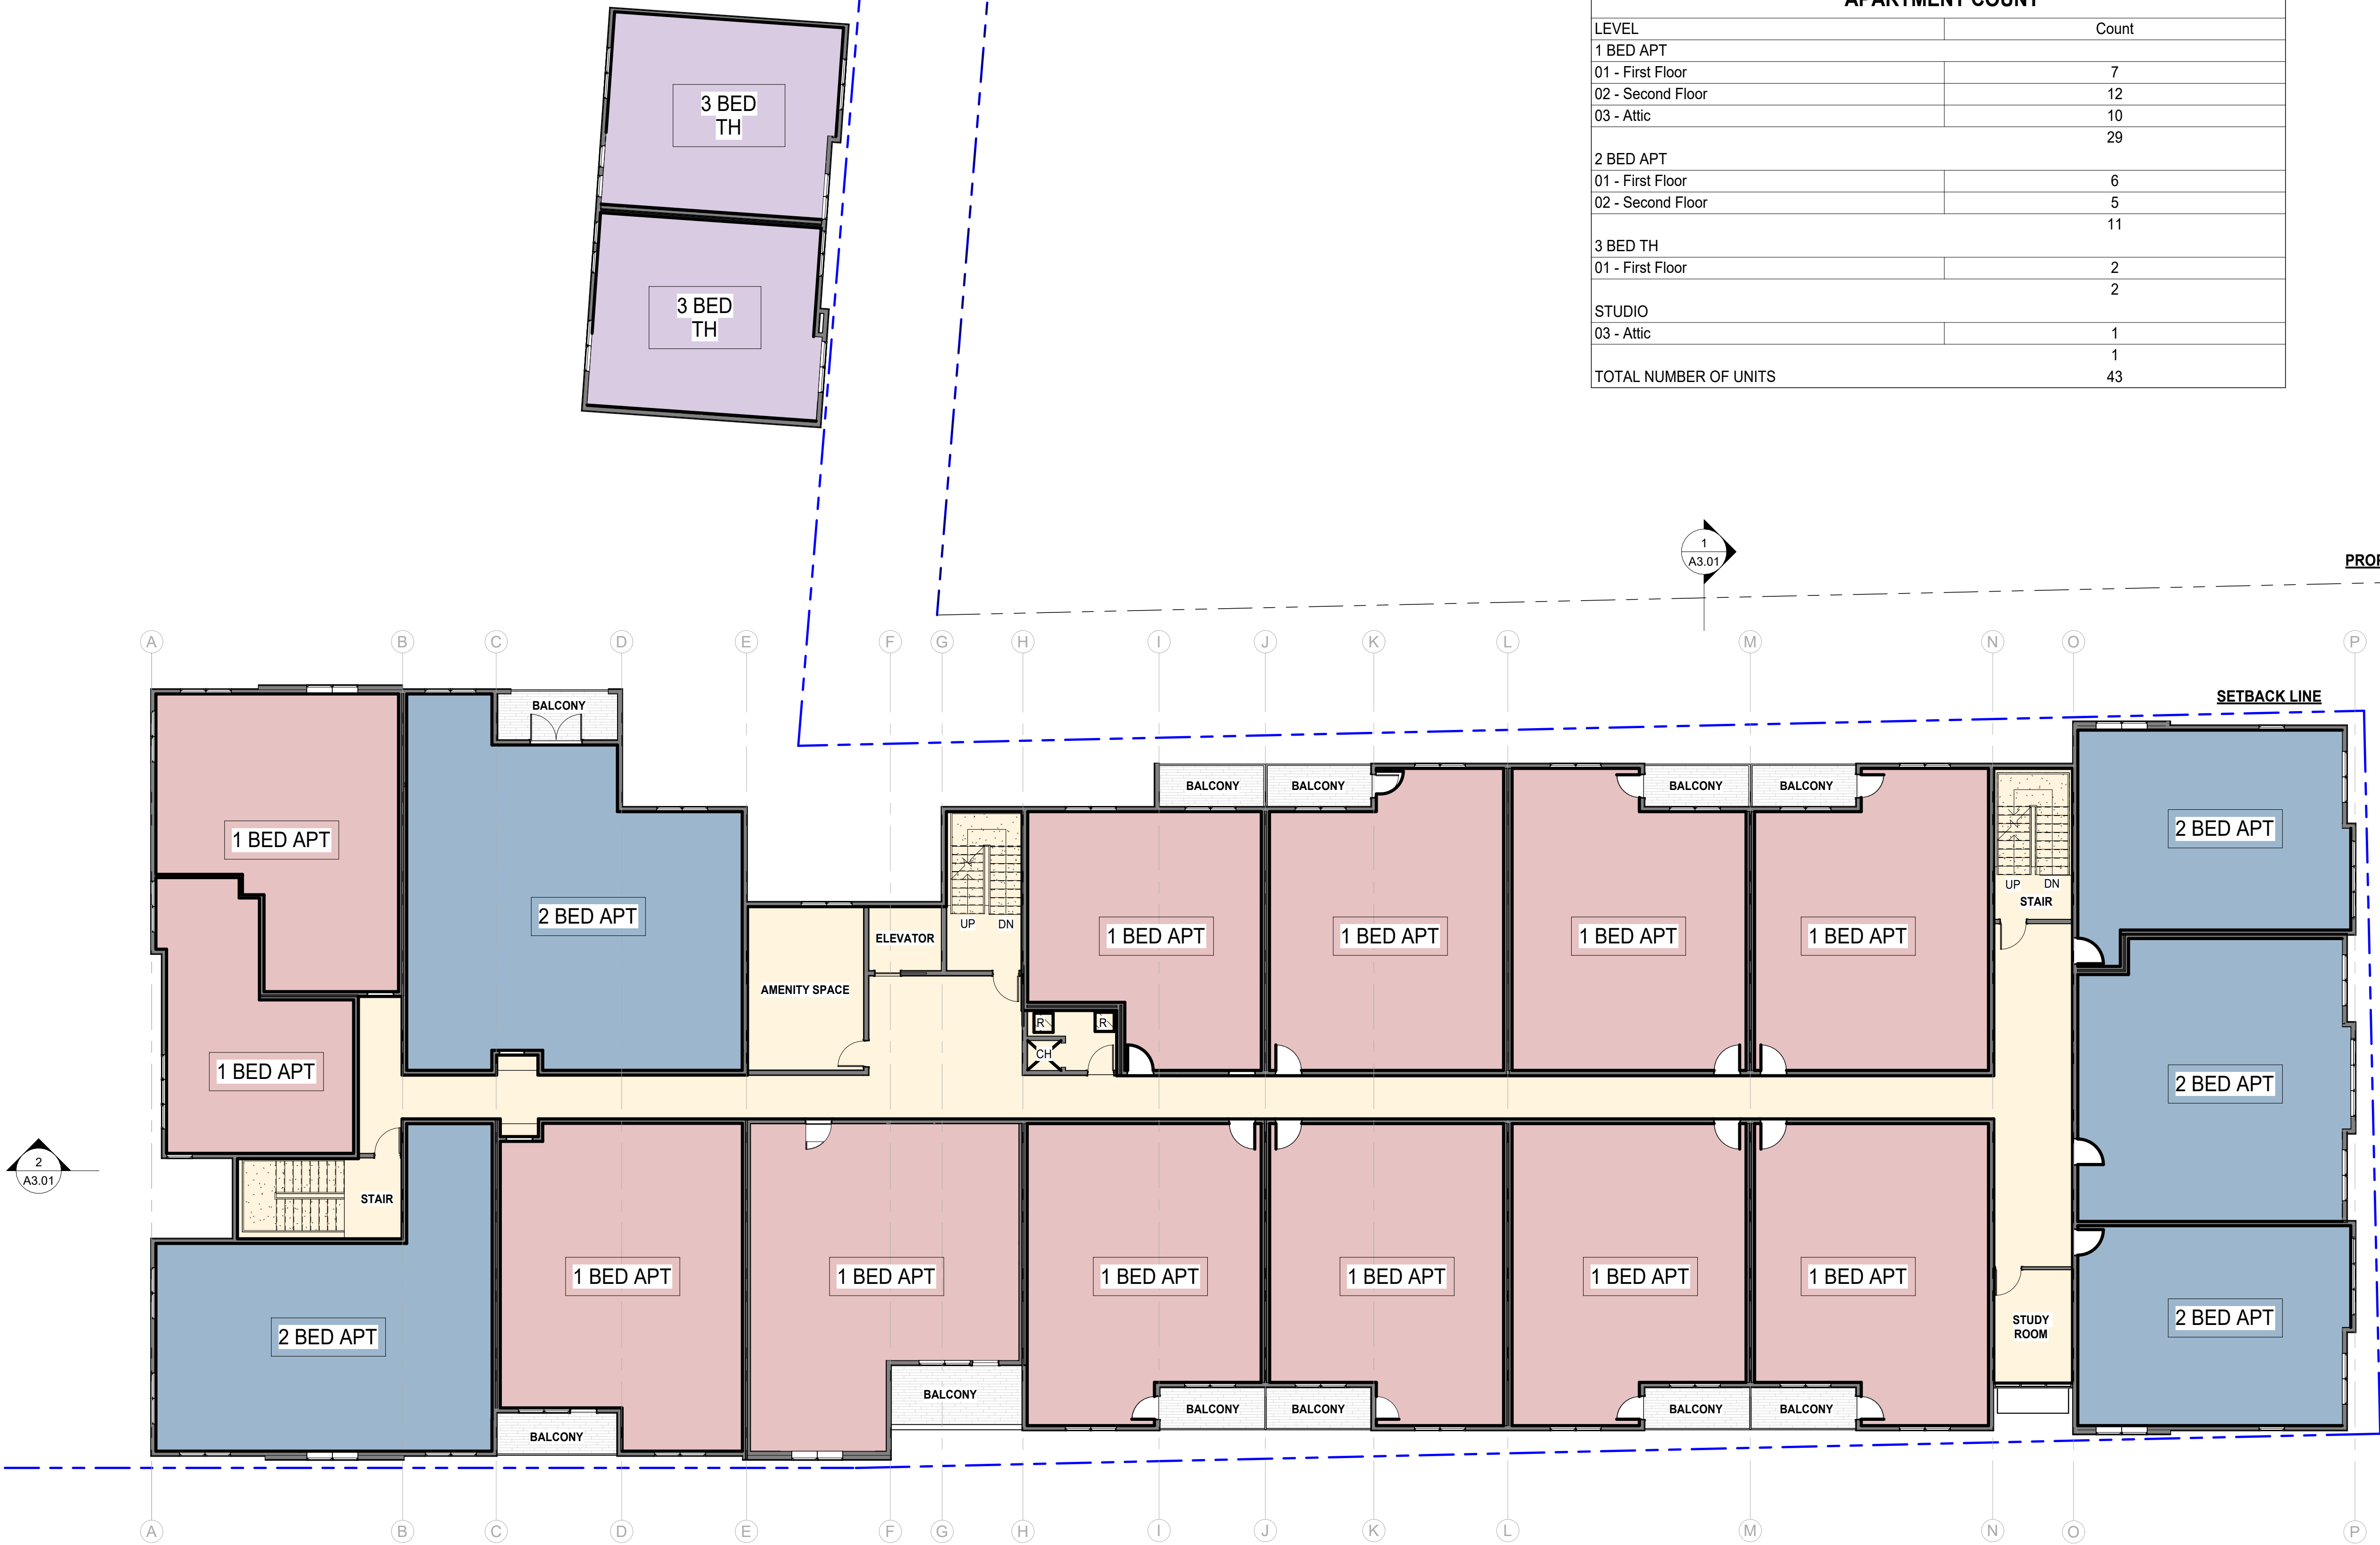 APARTMENT COUNT
LEVEL Count
1 BED APT
01 - First Floor 7
02 - Second Floor 12
03 - Attic 10
29
2 BED APT
01 - First Floor 6
02 - Second Floor 5
11
3 BED TH
01 - First Floor 2
2
STUDIO
03 - Attic 1
1
TOTAL NUMBER OF UNITS 43
3 BED
TH
3 BED
TH
1
A3.01
A B C D E F G H I J K L M N O P
SETBACK LINE
BALCONY
BALCONY BALCONY BALCONY BALCONY
1 BED APT
2 BED APT
2 BED APT
UP DN
STAIR
UP DN
ELEVATOR
1 BED APT 1 BED APT 1 BED APT 1 BED APT
AMENITY SPACE
R R
CH
1 BED APT
2 BED APT
2
A3.01
STAIR
1 BED APT 1 BED APT 1 BED APT 1 BED APT 1 BED APT 1 BED APT
2 BED APT
2 BED APT
STUDY
ROOM
BALCONY
BALCONY BALCONY BALCONY BALCONY
BALCONY
A B C D E F G H I J K L M N O P